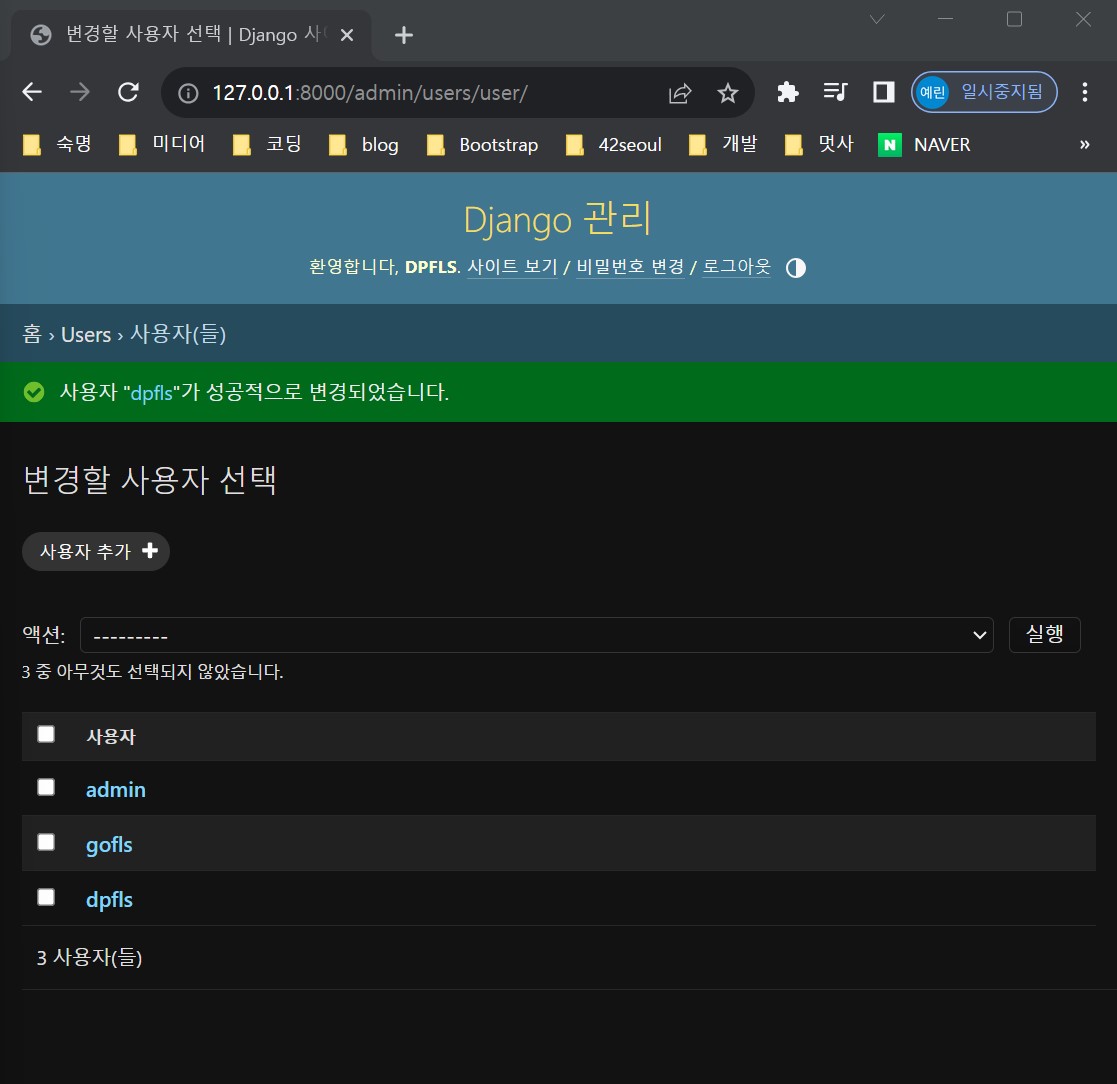 변경할 사용자 선택 | Django 사
127.0.0.1:8000/admin/users/user/
예린 일시중지됨
숙명 미디어 코딩 blog Bootstrap 42seoul 개발 멋사 N NAVER »
Django 관리
환영합니다, DPFLS. 사이트 보기 / 비밀번호 변경 / 로그아웃
홈 › Users › 사용자(들)
사용자 "dpfls"가 성공적으로 변경되었습니다.
변경할 사용자 선택
사용자 추가
액션: --------- 실행
3 중 아무것도 선택되지 않았습니다.
사용자
admin
gofls
dpfls
3 사용자(들)